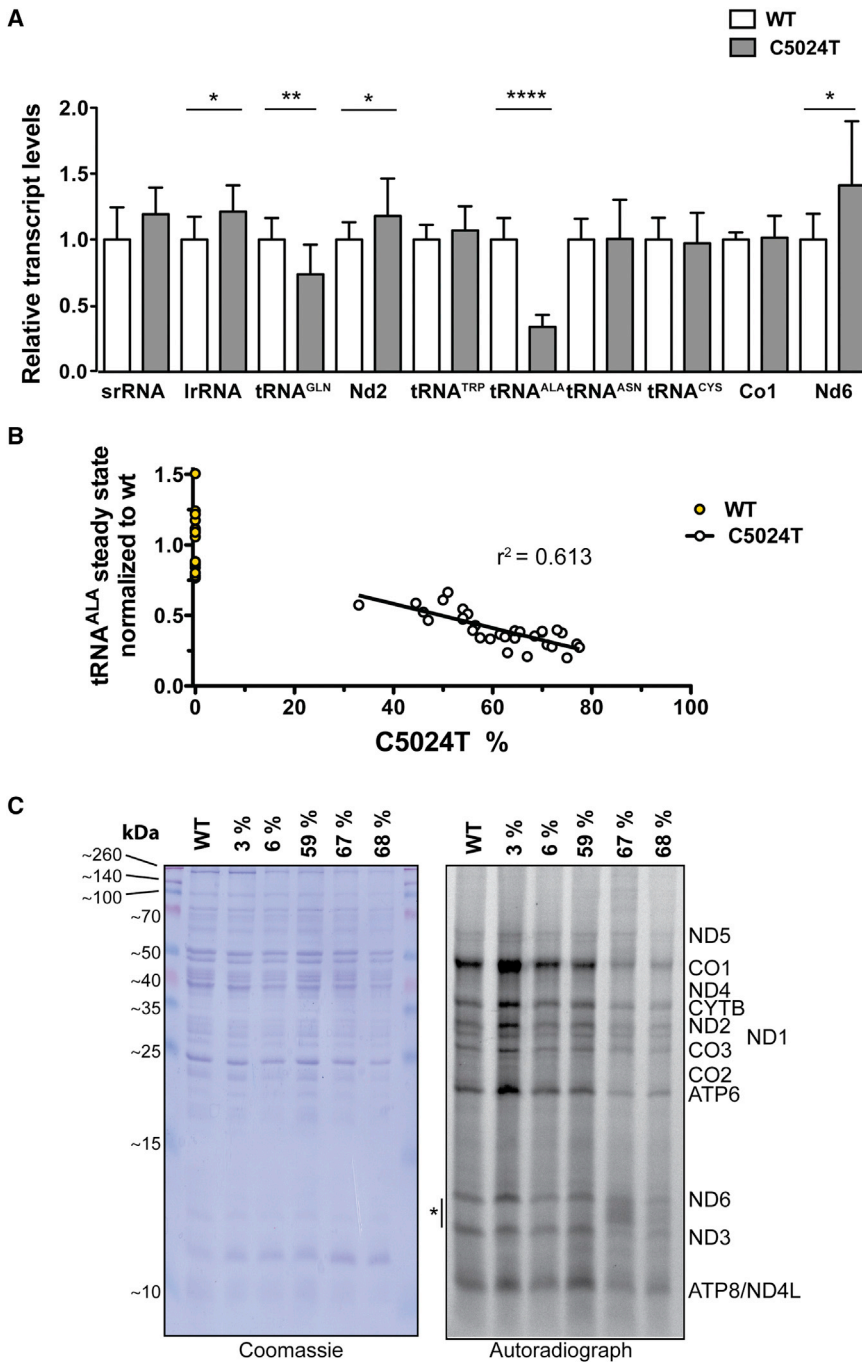 A
WT
C5024T
* ** * **** *
Relative transcript levels
2.0
1.5
1.0
0.5
0.0
srRNA lrRNA tRNAGLN Nd2 tRNATRP tRNAALA tRNAASN tRNACYS Co1 Nd6
B
tRNAALA steady state
normalized to wt
1.5
1.0
0.5
0.0
0 20 40 60 80 100
C5024T %
r2 = 0.613
WT
C5024T
C
kDa
WT 3 % 6 % 59 % 67 % 68 %
WT 3 % 6 % 59 % 67 % 68 %
~260
~140
~100
~70
~50
~40
~35
~25
~15
~10
ND5
CO1
ND4
CYTB
ND2
ND1
CO3
CO2
ATP6
ND6
*
ND3
ATP8/ND4L
Coomassie
Autoradiograph